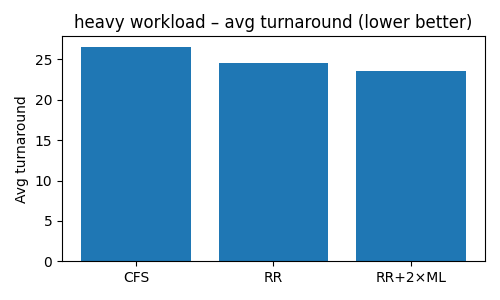 heavy workload – avg turnaround (lower better)
Avg turnaround
25
20
15
10
5
0
CFS RR RR+2×ML